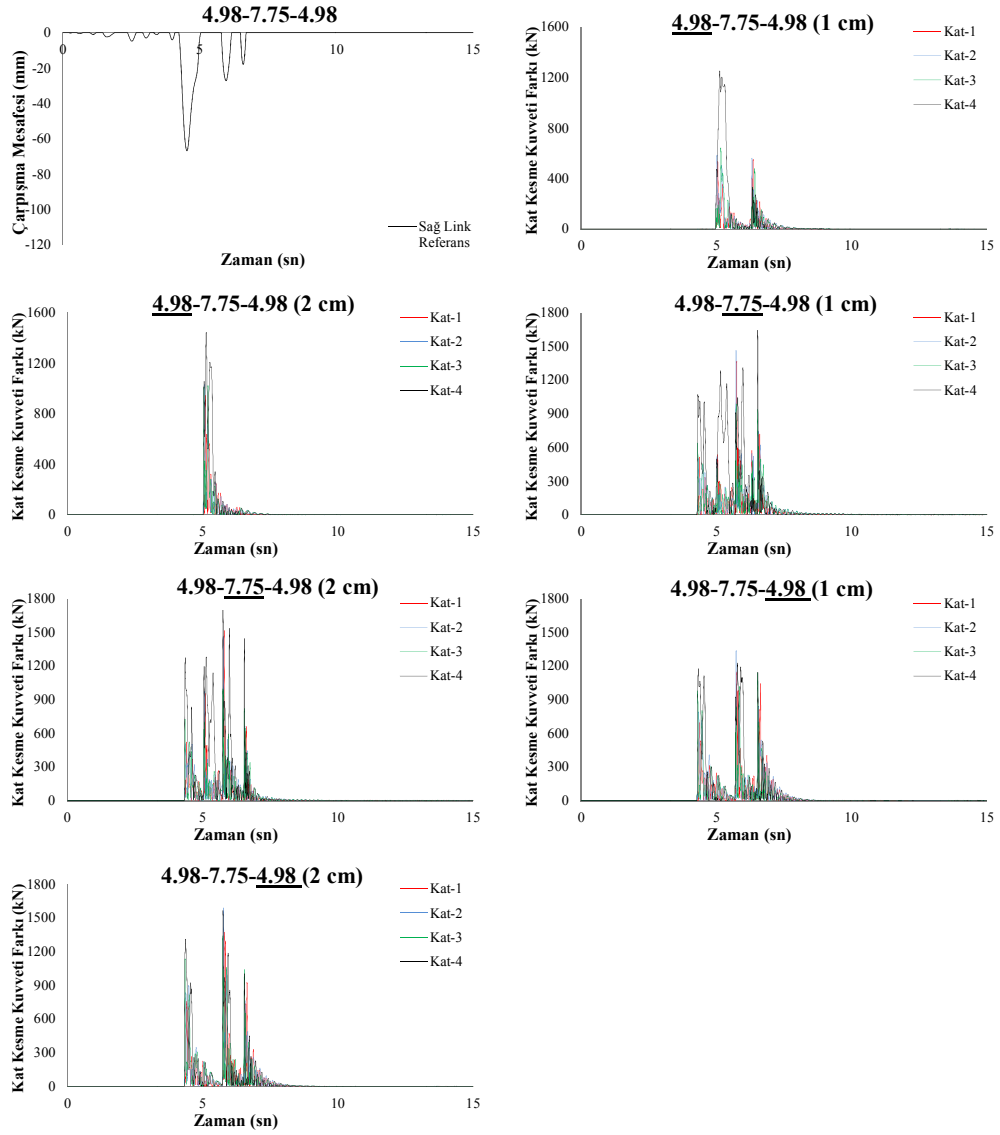 4.98-7.75-4.98
Çarpışma Mesafesi (mm)
0
-20
-40
-60
-80
-100
-120
0
5
10
15
Sağ Link
Referans
Zaman (sn)
4.98-7.75-4.98 (1 cm)
Kat Kesme Kuvveti Farkı (kN)
1600
1200
800
400
0
Kat-1
Kat-2
Kat-3
Kat-4
0
5
10
15
Zaman (sn)
4.98-7.75-4.98 (2 cm)
Kat Kesme Kuvveti Farkı (kN)
1600
1200
800
400
0
Kat-1
Kat-2
Kat-3
Kat-4
0
5
10
15
Zaman (sn)
4.98-7.75-4.98 (1 cm)
Kat Kesme Kuvveti Farkı (kN)
1800
1500
1200
900
600
300
0
Kat-1
Kat-2
Kat-3
Kat-4
0
5
10
15
Zaman (sn)
4.98-7.75-4.98 (2 cm)
Kat Kesme Kuvveti Farkı (kN)
1800
1500
1200
900
600
300
0
Kat-1
Kat-2
Kat-3
Kat-4
0
5
10
15
Zaman (sn)
4.98-7.75-4.98 (1 cm)
Kat Kesme Kuvveti Farkı (kN)
1800
1500
1200
900
600
300
0
Kat-1
Kat-2
Kat-3
Kat-4
0
5
10
15
Zaman (sn)
4.98-7.75-4.98 (2 cm)
Kat Kesme Kuvveti Farkı (kN)
1800
1500
1200
900
600
300
0
Kat-1
Kat-2
Kat-3
Kat-4
0
5
10
15
Zaman (sn)